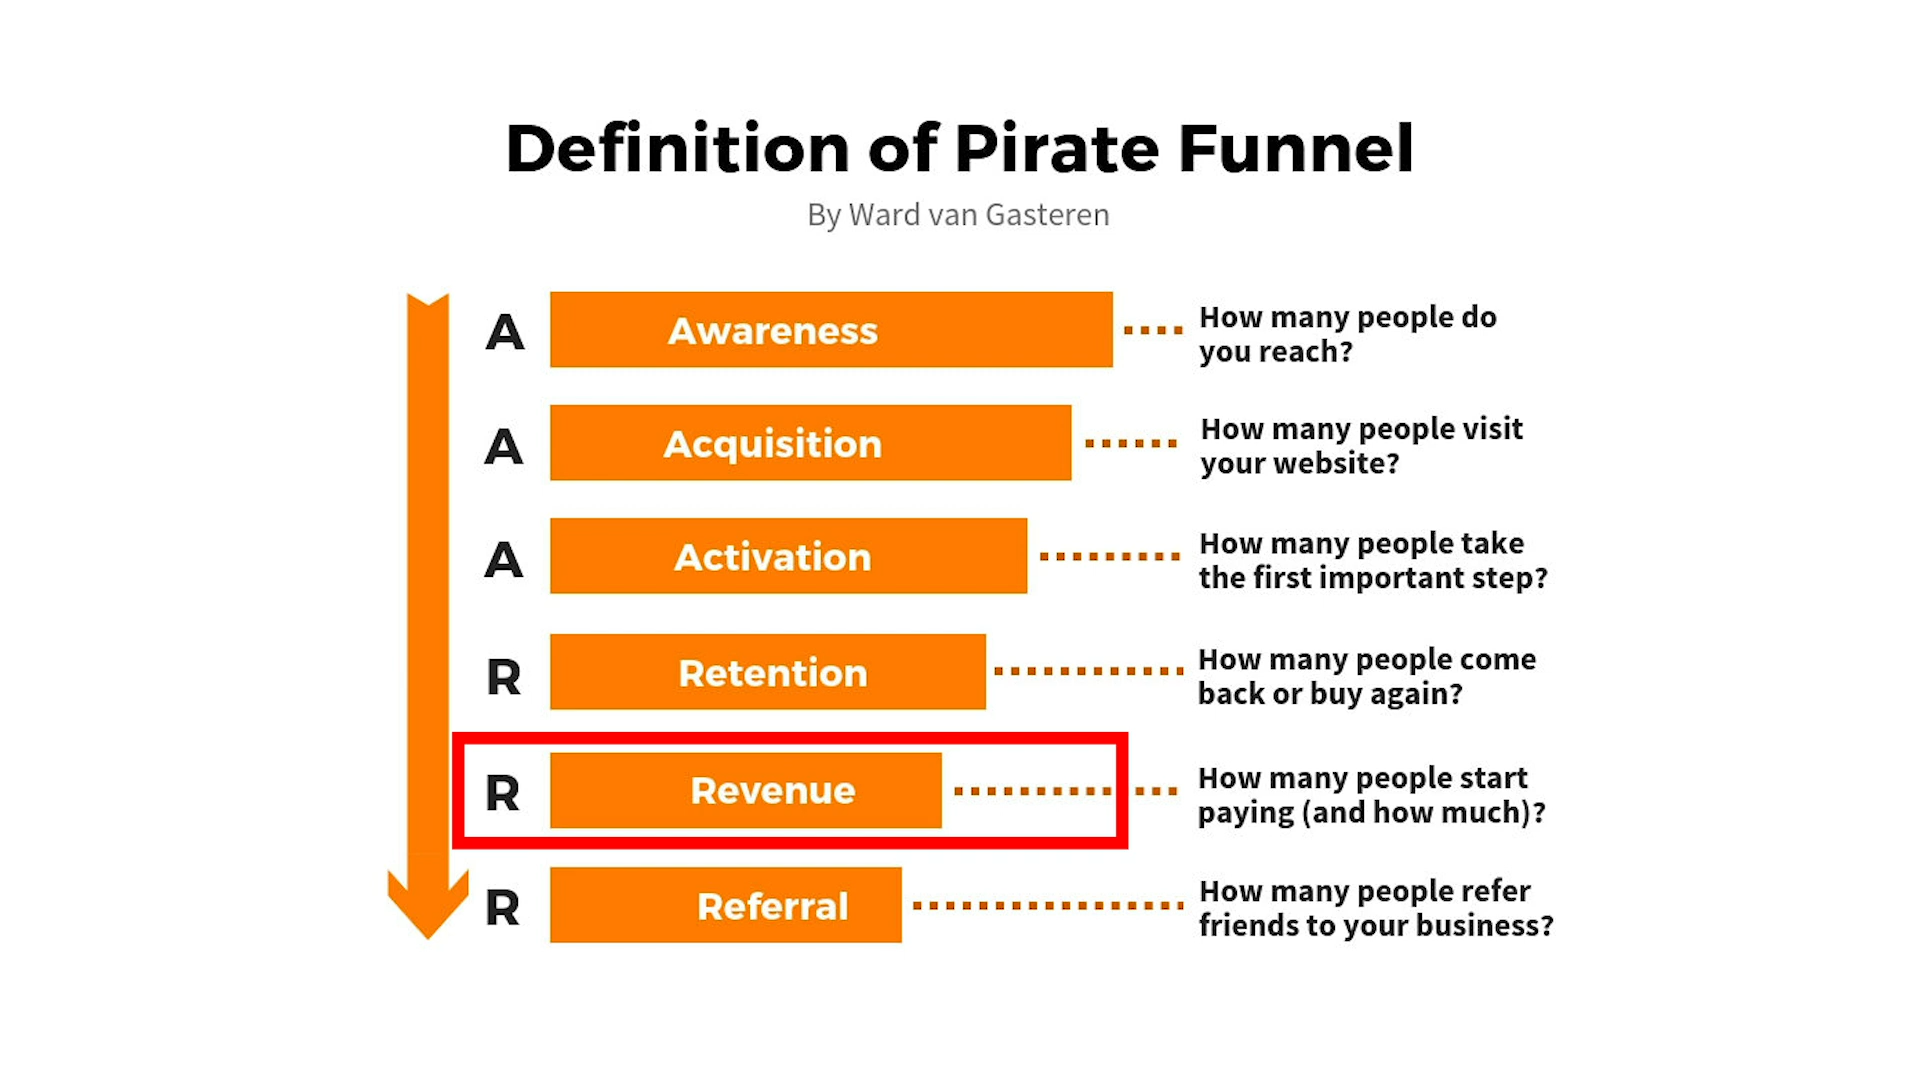 Definition of Pirate Funnel
By Ward van Gasteren
A
Awareness
How many people do
you reach?
A
Acquisition
How many people visit
your website?
A
Activation
How many people take
the first important step?
R
Retention
How many people come
back or buy again?
R
Revenue
How many people start
paying (and how much)?
R
Referral
How many people refer
friends to your business?